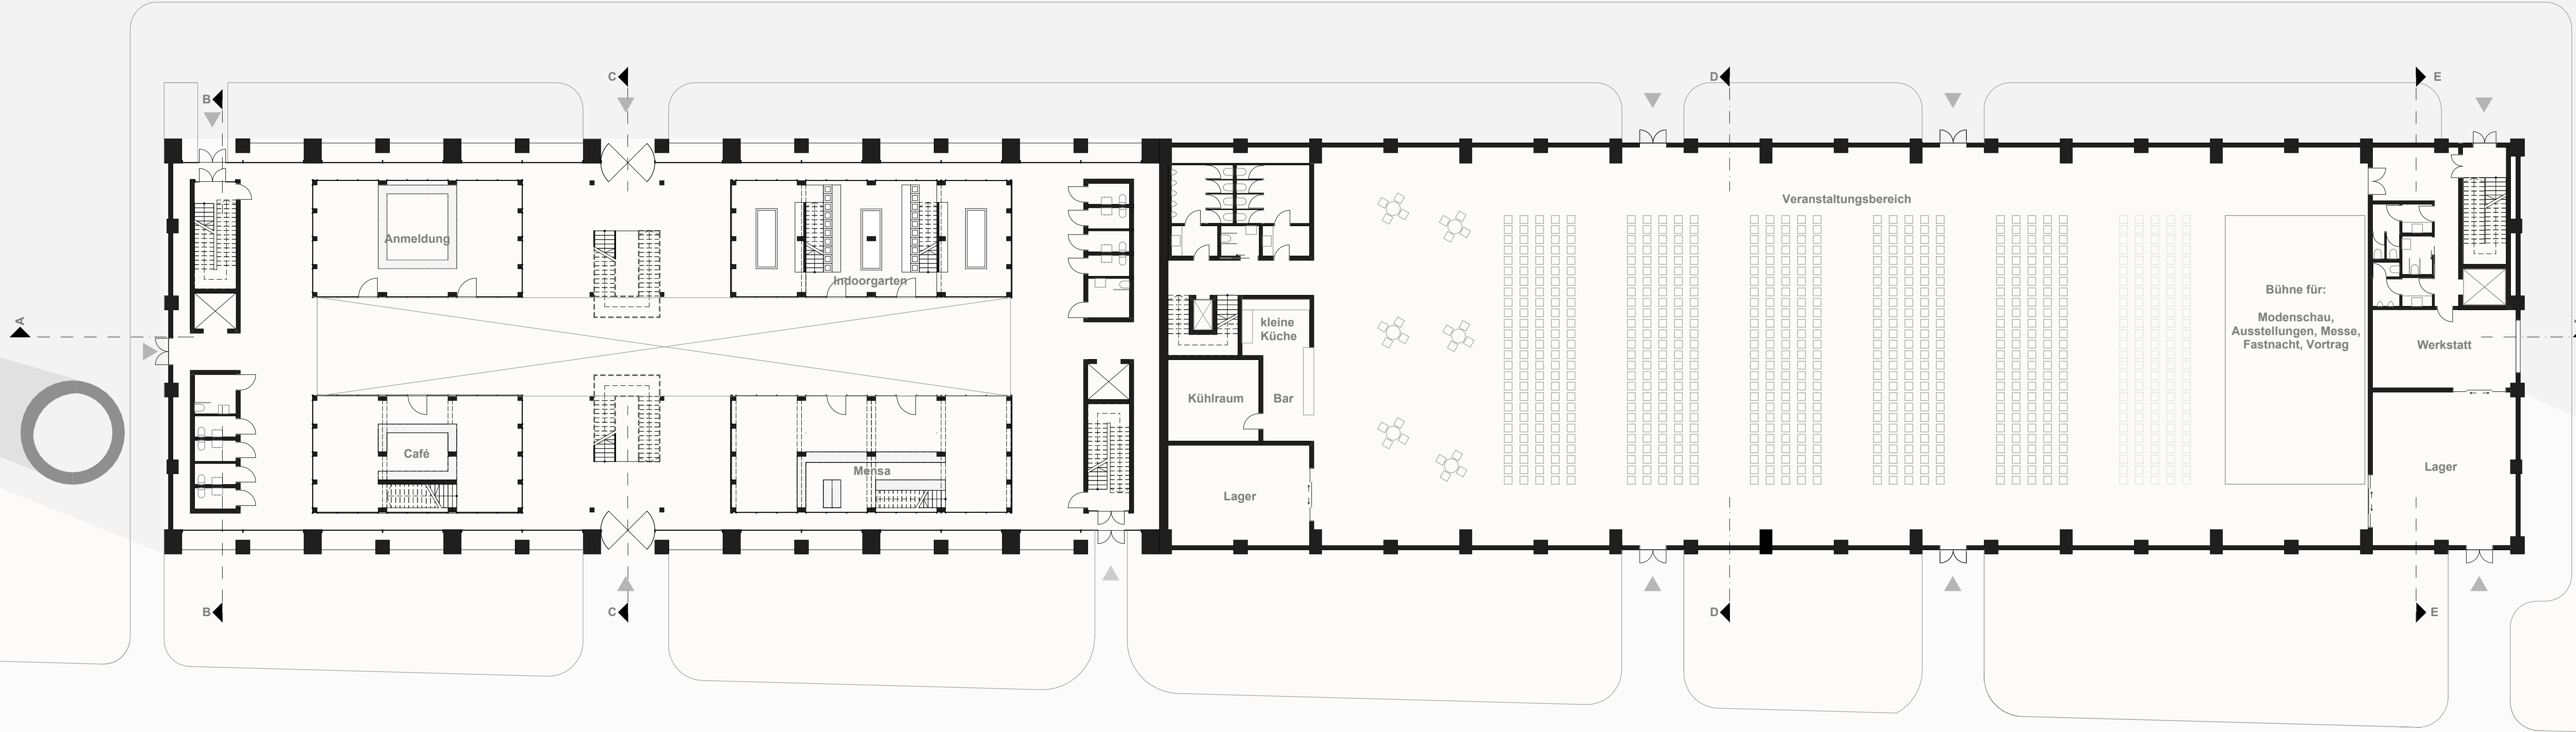 C
D
E
B
Veranstaltungsbereich
Anmeldung
Indoorgarten
Bühne für:
Modenschau,
Ausstellungen, Messe,
Fastnacht, Vortrag
A
kleine
Küche
Werkstatt
Kühlraum
Bar
Café
Mensa
Lager
Lager
B
C
D
E